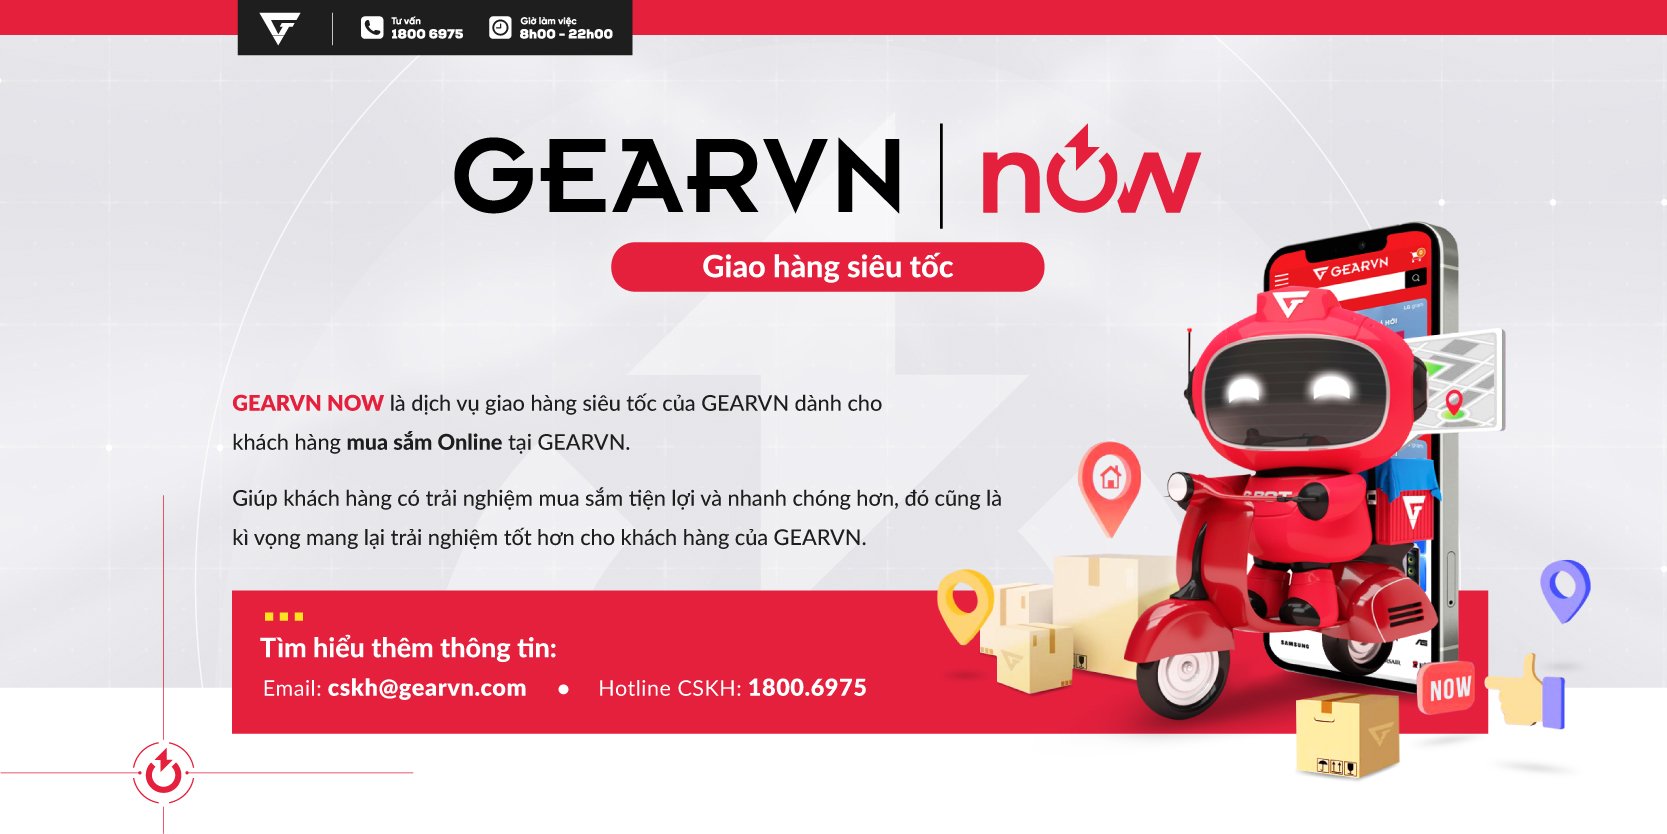 Tư vấn
1800 6975
Giờ làm việc
8h00 - 22h00
GEARVN
now
Giao hàng siêu tốc
GEARVN
GEARVN NOW là dịch vụ giao hàng siêu tốc của GEARVN dành cho
khách hàng mua sắm Online tại GEARVN.
Giúp khách hàng có trải nghiệm mua sắm tiện lợi và nhanh chóng hơn, đó cũng là
kì vọng mang lại trải nghiệm tốt hơn cho khách hàng của GEARVN.
Tìm hiểu thêm thông tin:
Email: cskh@gearvn.com • Hotline CSKH: 1800.6975
SAMSUNG
NOW